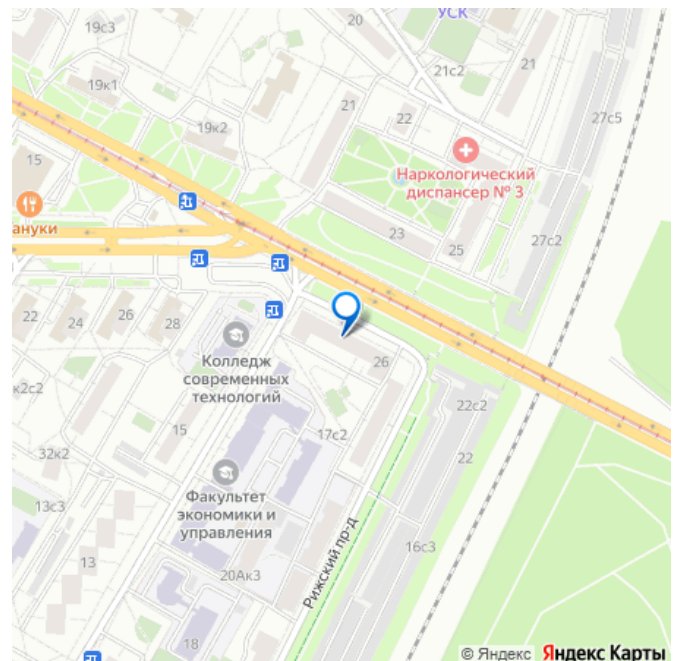 19с3
20
УСК
21с2
21
19к1
21
22
27с5
19к2
Наркологический
диспансер № 3
15
ануки
23
25
27с2
22
24
26
28
Колледж
современных
технологий
26
к2с2
22с2
15
17с2
32к2
22
Факультет
экономики и
управления
13с3
16с3
13
20Ак3
Рижский пр-д
18
© Яндекс Яндекс Карты